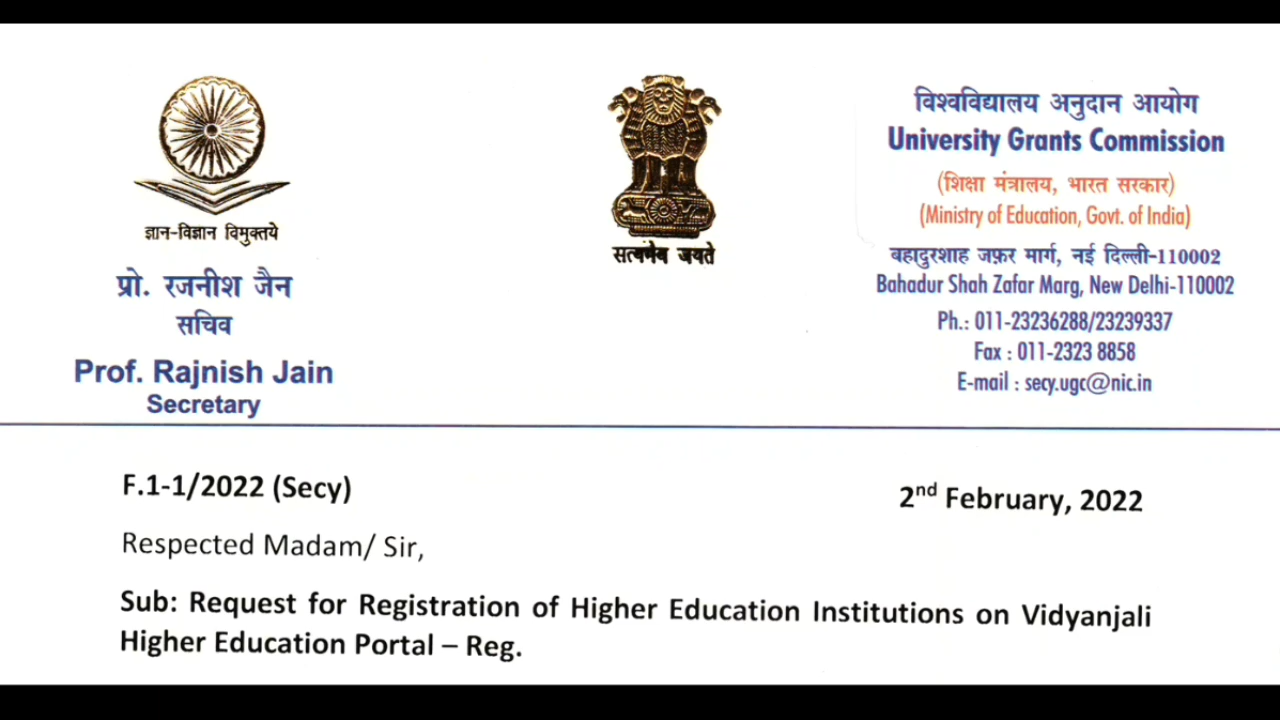 ज्ञान-विज्ञान विमुक्तये
प्रो. रजनीश जैन
सचिव
Prof. Rajnish Jain
Secretary
सत्यमेव जयते
विश्वविद्यालय अनुदान आयोग
University Grants Commission
(शिक्षा मंत्रालय, भारत सरकार)
(Ministry of Education, Govt. of India)
बहादुरशाह ज़फ़र मार्ग, नई दिल्ली-110002
Bahadur Shah Zafar Marg, New Delhi-110002
Ph.: 011-23236288/23239337
Fax : 011-2323 8858
E-mail : secy.ugc@nic.in
F.1-1/2022 (Secy)
2nd February, 2022
Respected Madam/ Sir,
Sub: Request for Registration of Higher Education Institutions on Vidyanjali
Higher Education Portal – Reg.